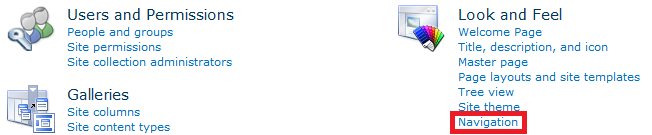 Users and Permissions
People and groups
Site permissions
Site collection administrators
Galleries
Site columns
Site content types
Look and Feel
Welcome Page
Title, description, and icon
Master page
Page layouts and site templates
Tree view
Site theme
Navigation